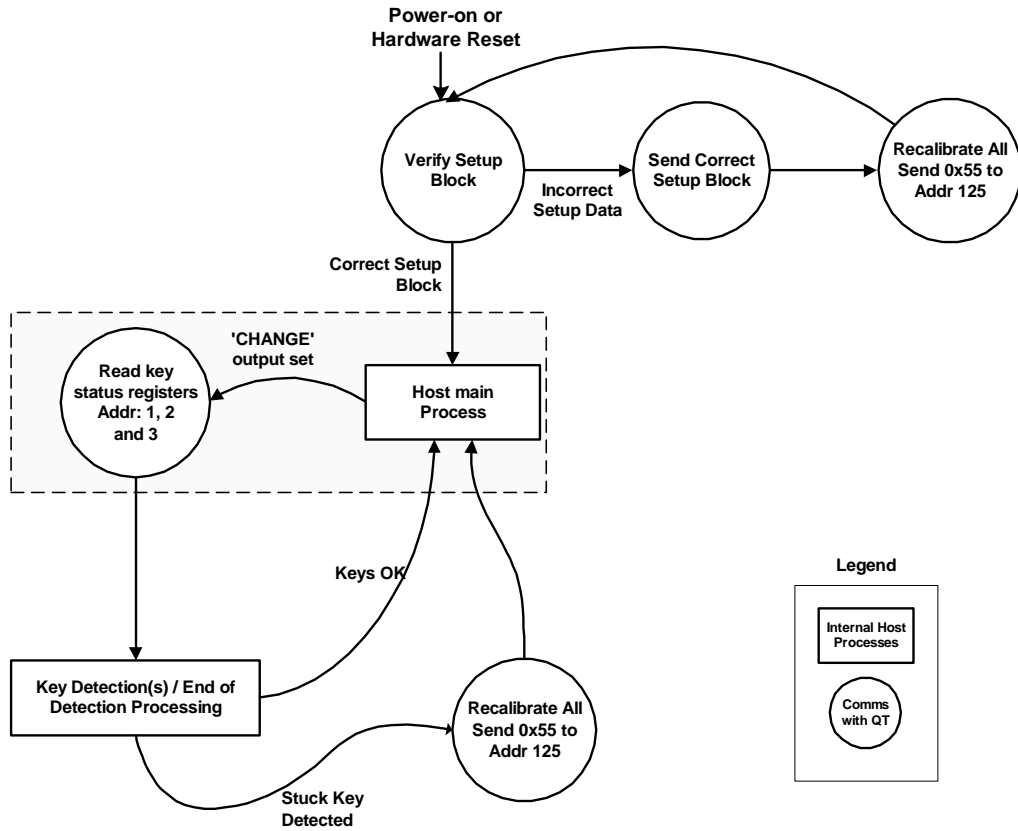 Power-on or
Hardware Reset
Verify Setup
Block
Incorrect
Setup Data
Send Correct
Setup Block
Recalibrate All
Send 0x55 to
Addr 125
Correct Setup
Block
'CHANGE'
output set
Read key
status registers
Addr: 1, 2
and 3
Host main
Process
Keys OK
Key Detection(s) / End of
Detection Processing
Recalibrate All
Send 0x55 to
Addr 125
Stuck Key
Detected
Legend
Internal Host
Processes
Comms
with QT